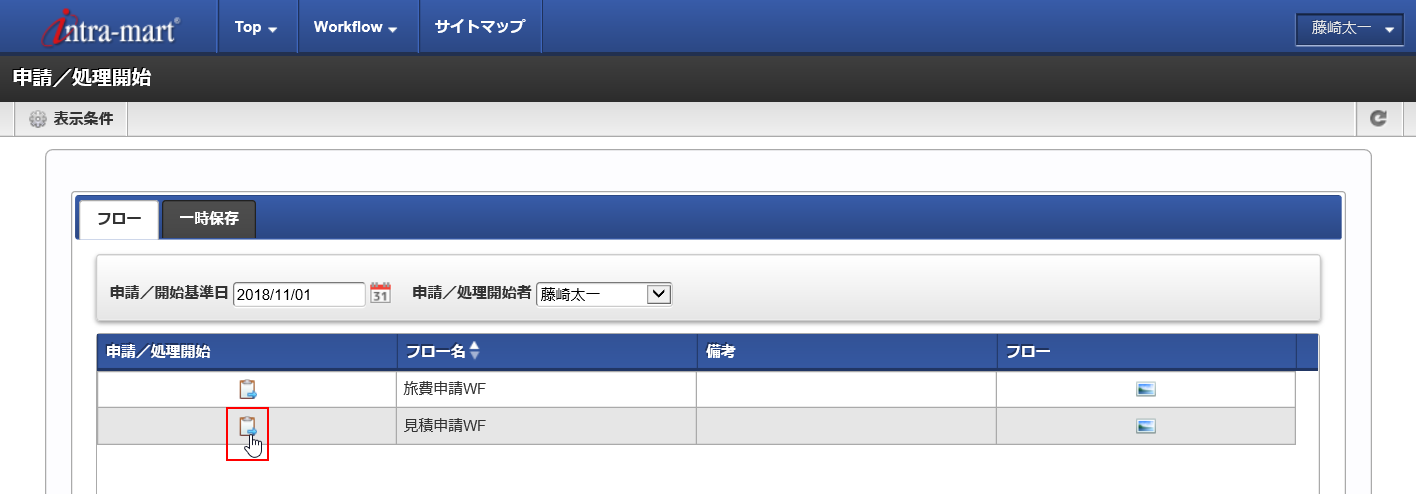 intra-mart® Top Workflow サイトマップ 藤崎太一
申請／処理開始
表示条件
フロー 一時保存
申請／開始基準日 2018/11/01 31 申請／処理開始者 藤崎太一
申請／処理開始 フロー名 備考 フロー
旅費申請WF
見積申請WF